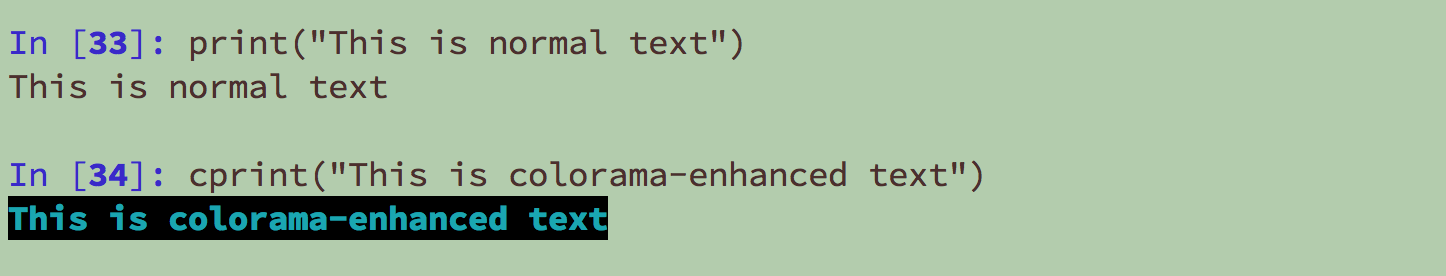 In [33]: print("This is normal text")
This is normal text
In [34]: cprint("This is colorama-enhanced text")
This is colorama-enhanced text